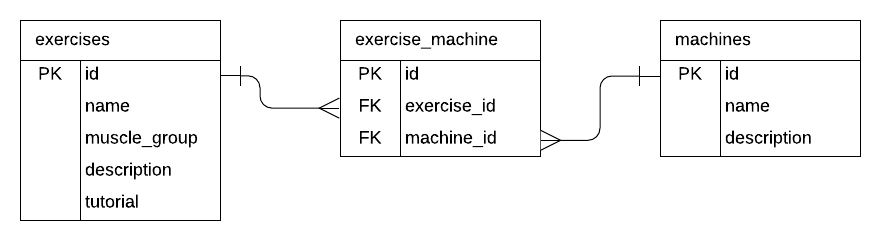 exercises
PK id
name
muscle_group
description
tutorial
exercise_machine
PK id
FK exercise_id
FK machine_id
machines
PK id
name
description